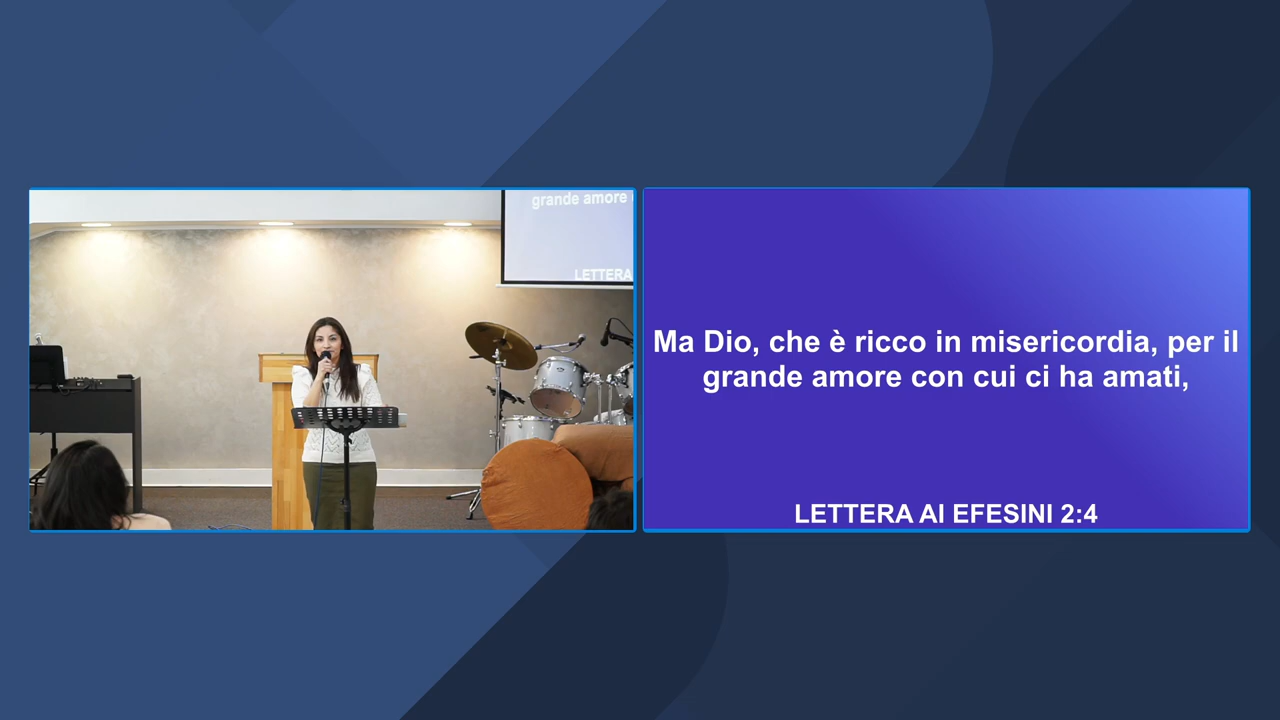 grande amore
LETTERA
Ma Dio, che è ricco in misericordia, per il
grande amore con cui ci ha amati,
LETTERA AI EFESINI 2:4